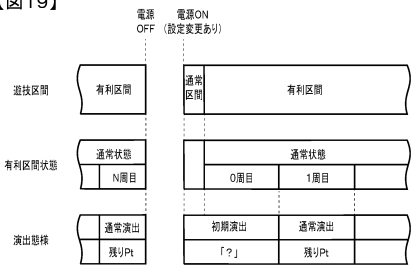 【図19】
電源
OFF
電源ON
(設定変更あり)
遊技区間
有利区間
通常
区間
有利区間
有利区間状態
通常状態
N周目
通常状態
0周目
1周目
演出態様
通常演出
残りPt
初期演出
「?」
通常演出
残りPt